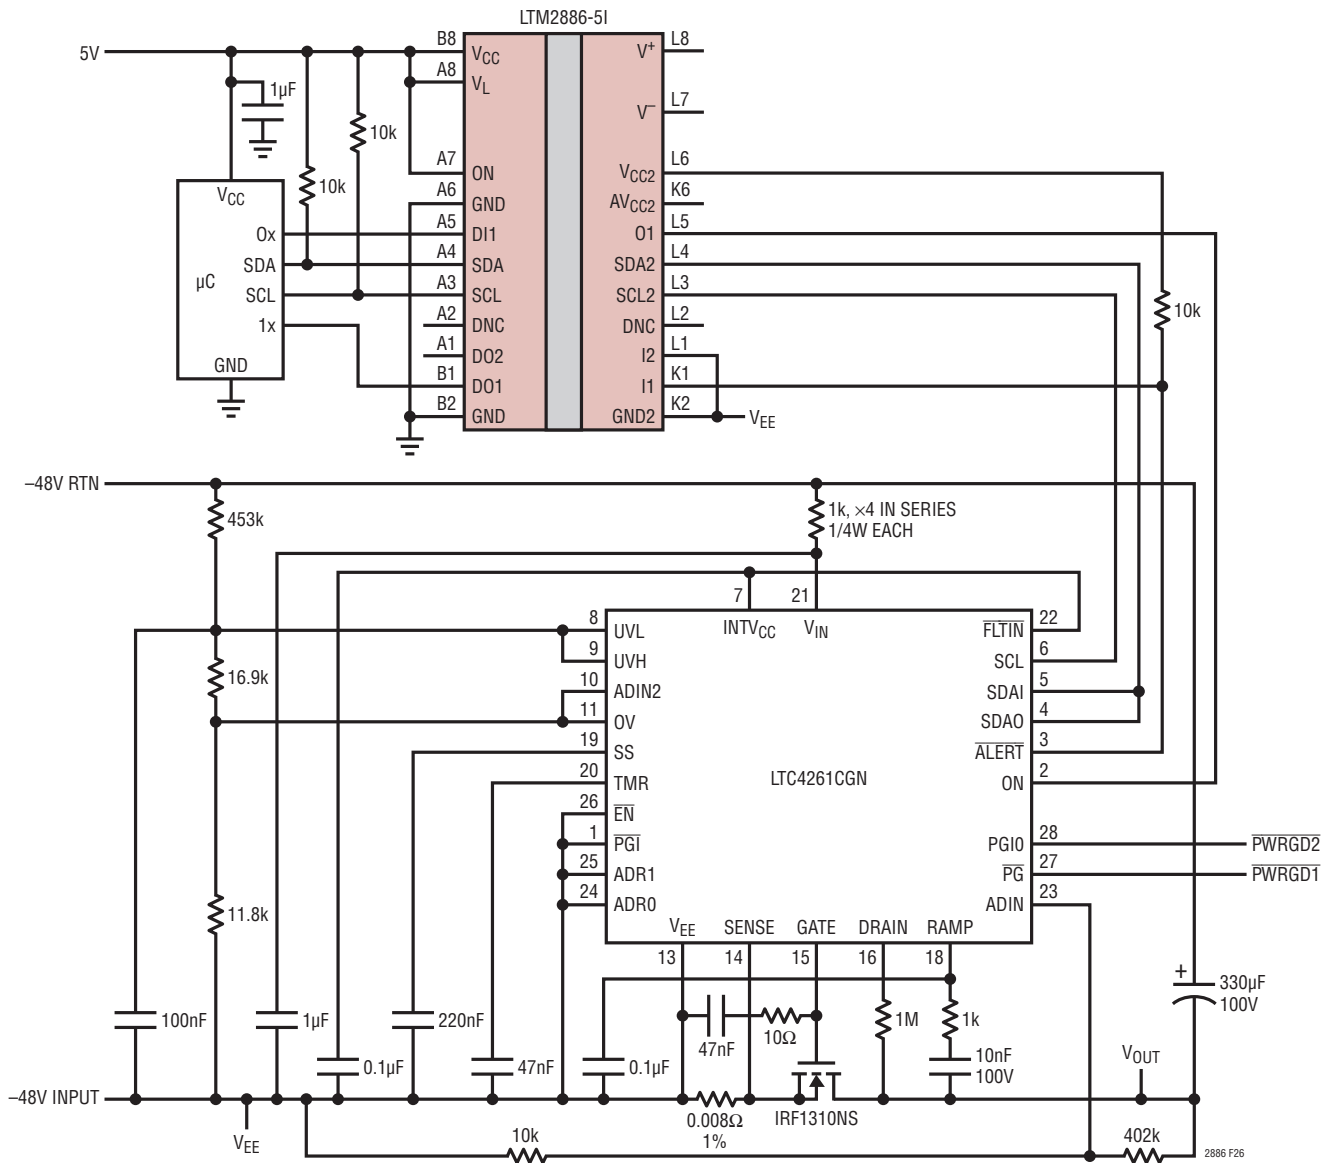 LTM2886-5I
5V
B8
VCC
A8
VL
A7
ON
A6
GND
A5
DI1
A4
SDA
A3
SCL
A2
DNC
A1
DO2
B1
DO1
B2
GND
V+
L8
V–
L7
VCC2
L6
AVCC2
K6
O1
L5
SDA2
L4
SCL2
L3
DNC
L2
I2
L1
I1
K1
GND2
K2
VEE
1µF
10k
10k
VCC
0x
SDA
µC
SCL
1x
GND
10k
–48V RTN
453k
1k, ×4 IN SERIES
1/4W EACH
7
21
INTVCC
VIN
8
UVL
9
UVH
16.9k
10
ADIN2
11
OV
19
SS
20
TMR
26
EN
1
PGI
25
ADR1
24
ADR0
11.8k
LTC4261CGN
FLTIN
22
SCL
6
SDAI
5
SDAO
4
ALERT
3
ON
2
PGI0
28
PWRGD2
PG
27
PWRGD1
ADIN
23
VEE
SENSE
GATE
DRAIN
RAMP
13
14
15
16
18
+
330µF
100V
100nF
1µF
220nF
47nF
10Ω
1M
1k
0.1µF
47nF
0.1µF
10nF
100V
VOUT
–48V INPUT
VEE
0.008Ω
1%
IRF1310NS
10k
402k
2886 F26